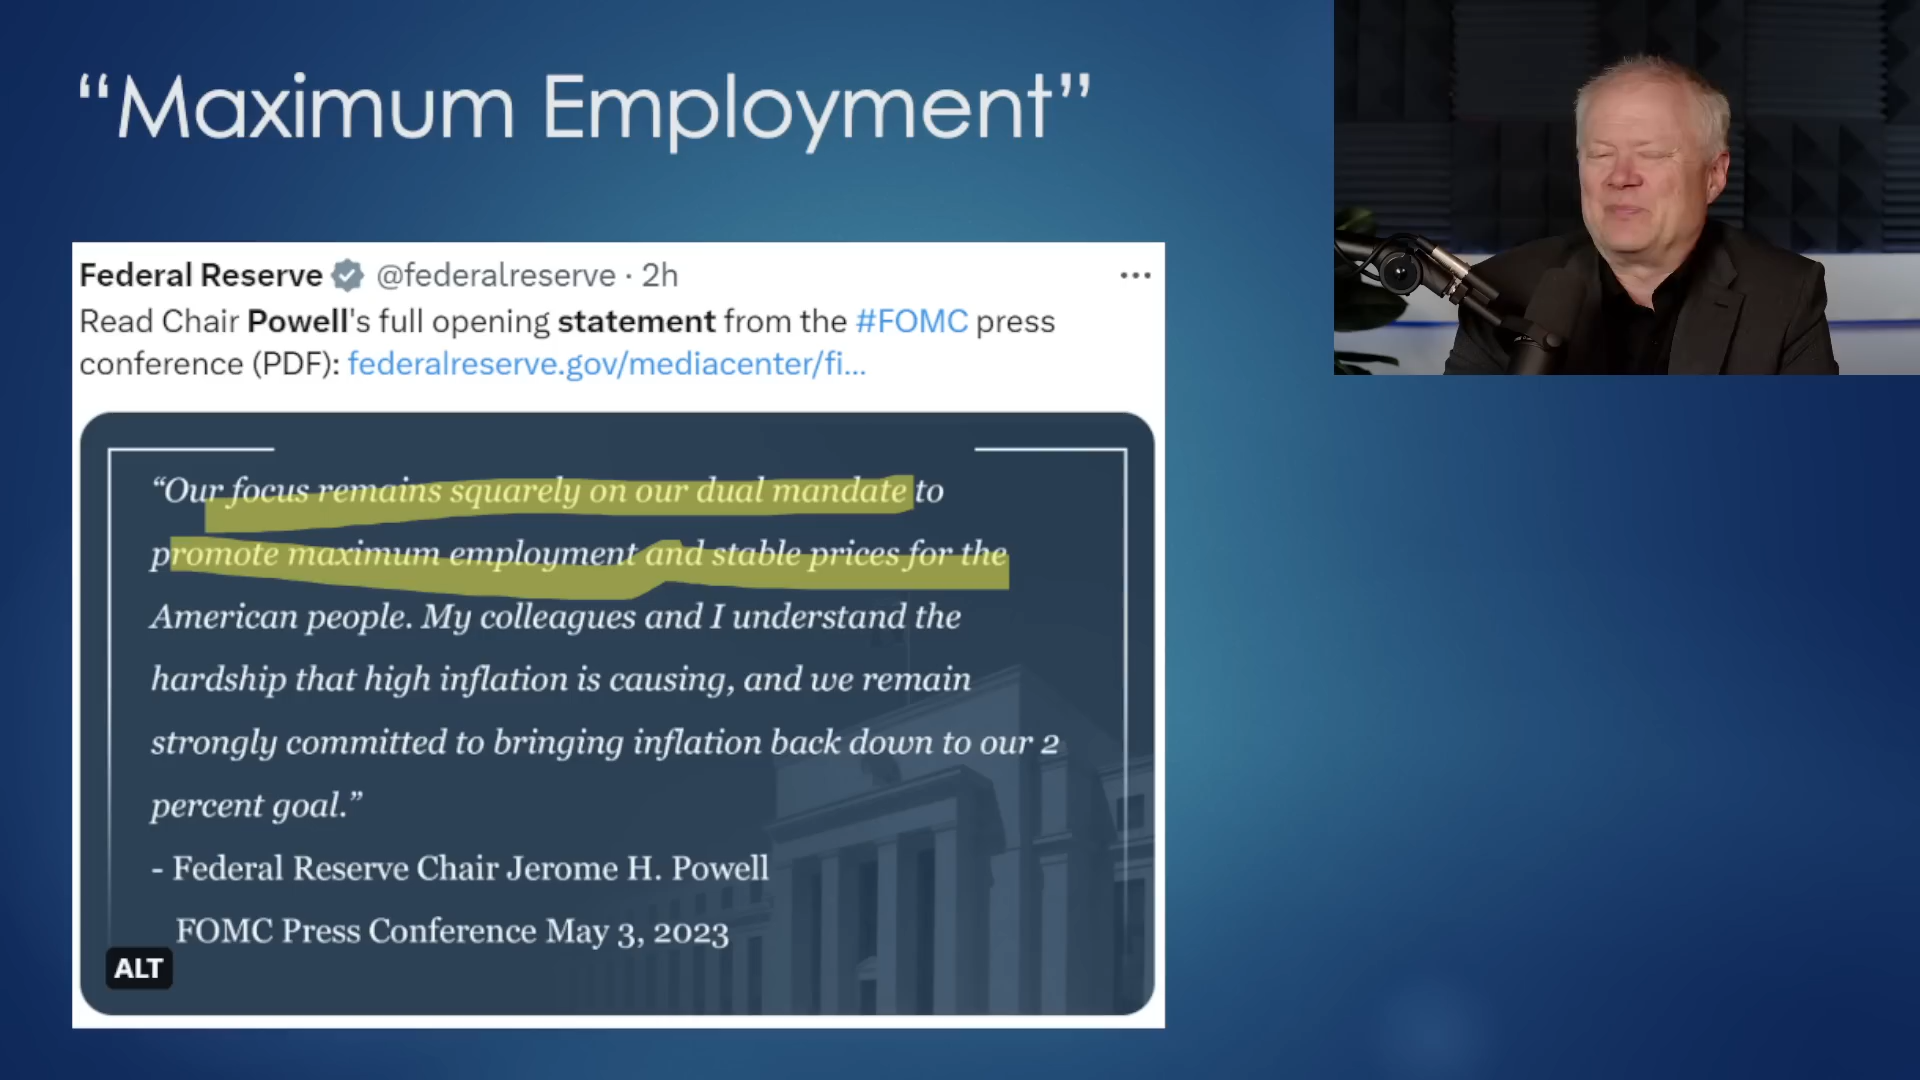 “Maximum Employment”
Federal Reserve @federalreserve · 2h
Read Chair Powell's full opening statement from the #FOMC press
conference (PDF): federalreserve.gov/mediacenter/fi...
“Our focus remains squarely on our dual mandate to
promote maximum employment and stable prices for the
American people. My colleagues and I understand the
hardship that high inflation is causing, and we remain
strongly committed to bringing inflation back down to our 2
percent goal.”
- Federal Reserve Chair Jerome H. Powell
FOMC Press Conference May 3, 2023
ALT